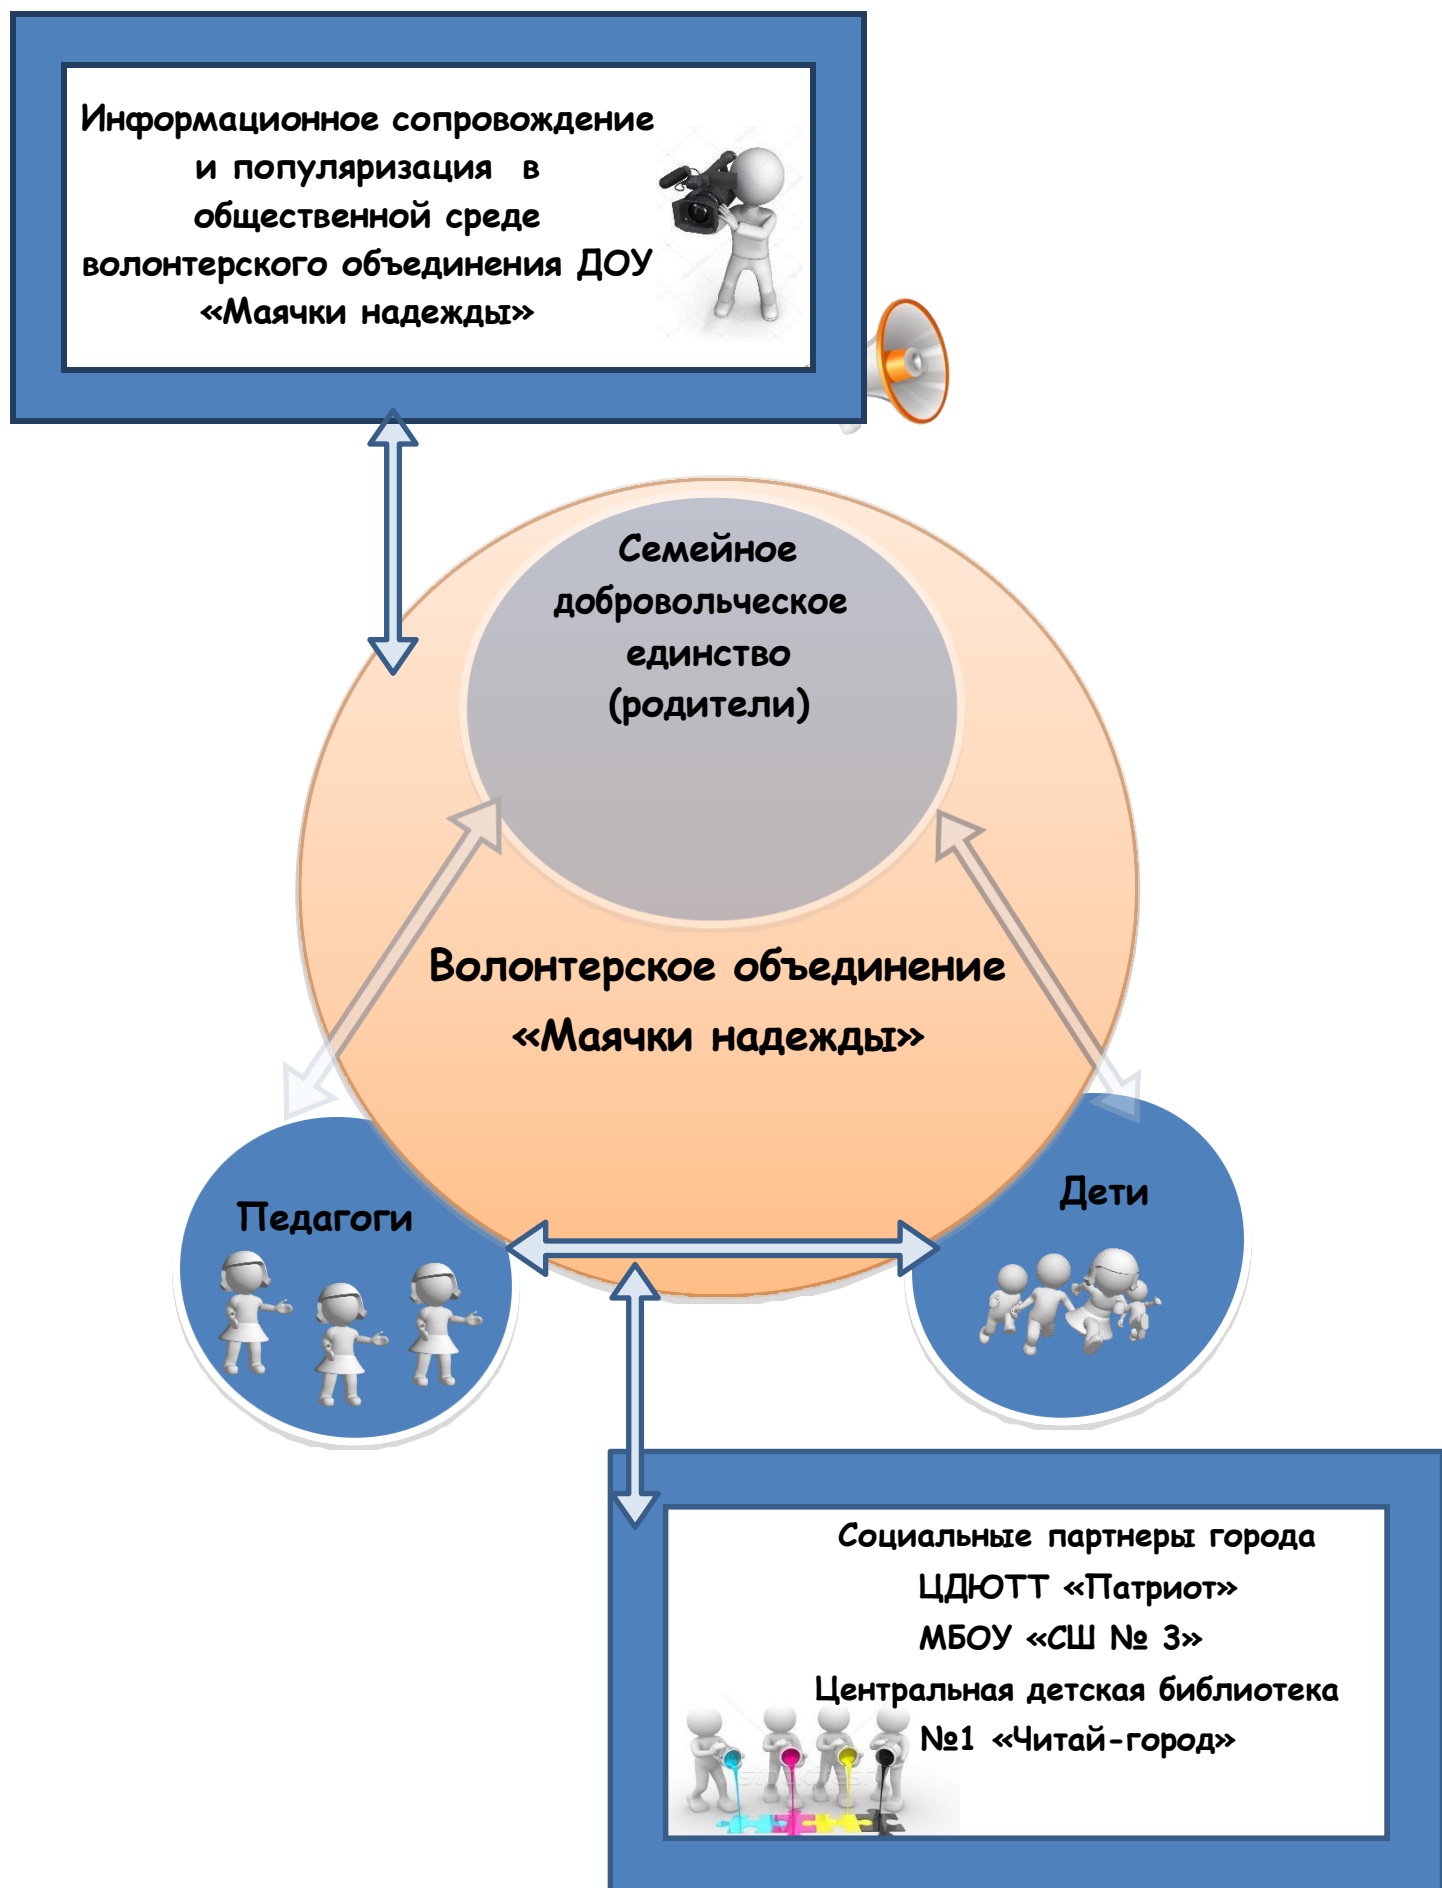 Информационное сопровождение
и популяризация в
общественной среде
волонтерского объединения ДОУ
«Маячки надежды»
Семейное
добровольческое
единство
(родители)
Волонтерское объединение
«Маячки надежды»
Педагоги
Дети
Социальные партнеры города
ЦДЮТТ «Патриот»
МБОУ «СШ № 3»
Центральная детская библиотека
№1 «Читай-город»